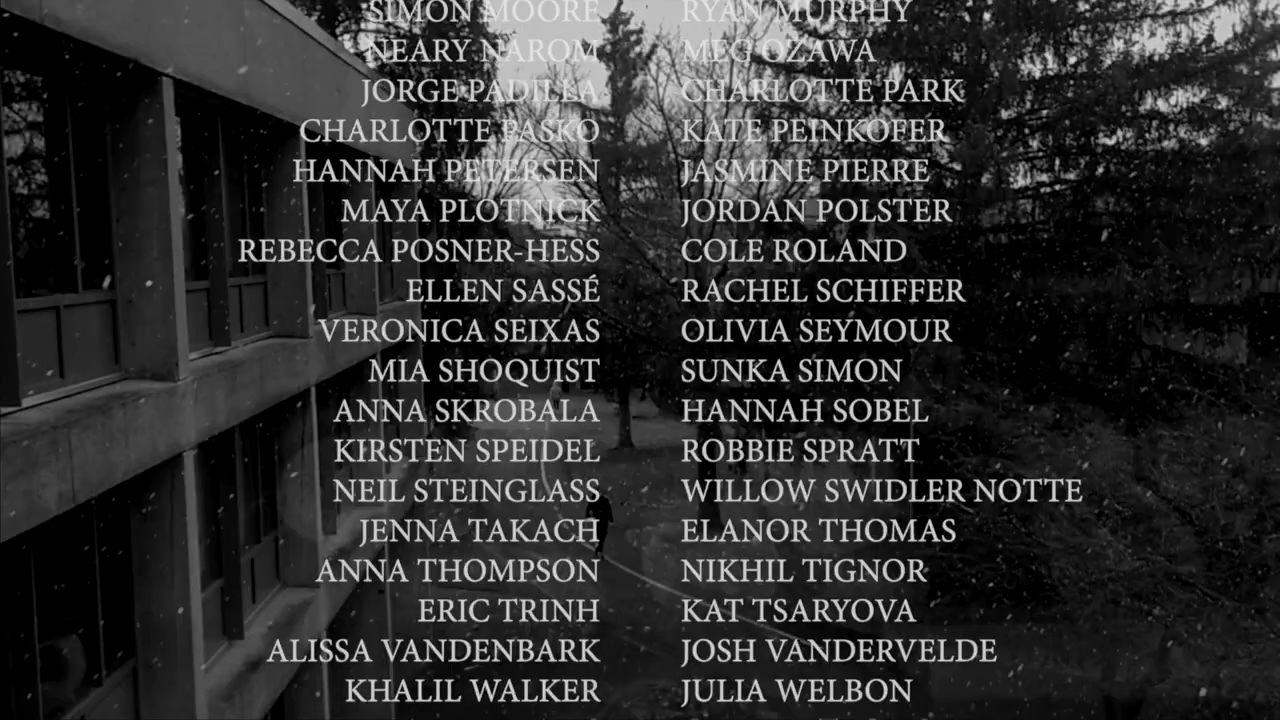 SIMON MOORE RYAN MURPHY
NEARY NAROM MEG OZAWA
JORGE PADILLA CHARLOTTE PARK
CHARLOTTE PASKO KATE PEINKOFER
HANNAH PETERSEN JASMINE PIERRE
MAYA PLOTNICK JORDAN POLSTER
REBECCA POSNER-HESS COLE ROLAND
ELLEN SASSÉ RACHEL SCHIFFER
VERONICA SEIXAS OLIVIA SEYMOUR
MIA SHOQUIST SUNKA SIMON
ANNA SKROBALA HANNAH SOBEL
KIRSTEN SPEIDEL ROBBIE SPRATT
NEIL STEINGLASS WILLOW SWIDLER NOTTE
JENNA TAKACH ELANOR THOMAS
ANNA THOMPSON NIKHIL TIGNOR
ERIC TRINH KAT TSARYOVA
ALISSA VANDENBARK JOSH VANDERVELDE
KHALIL WALKER JULIA WELBON